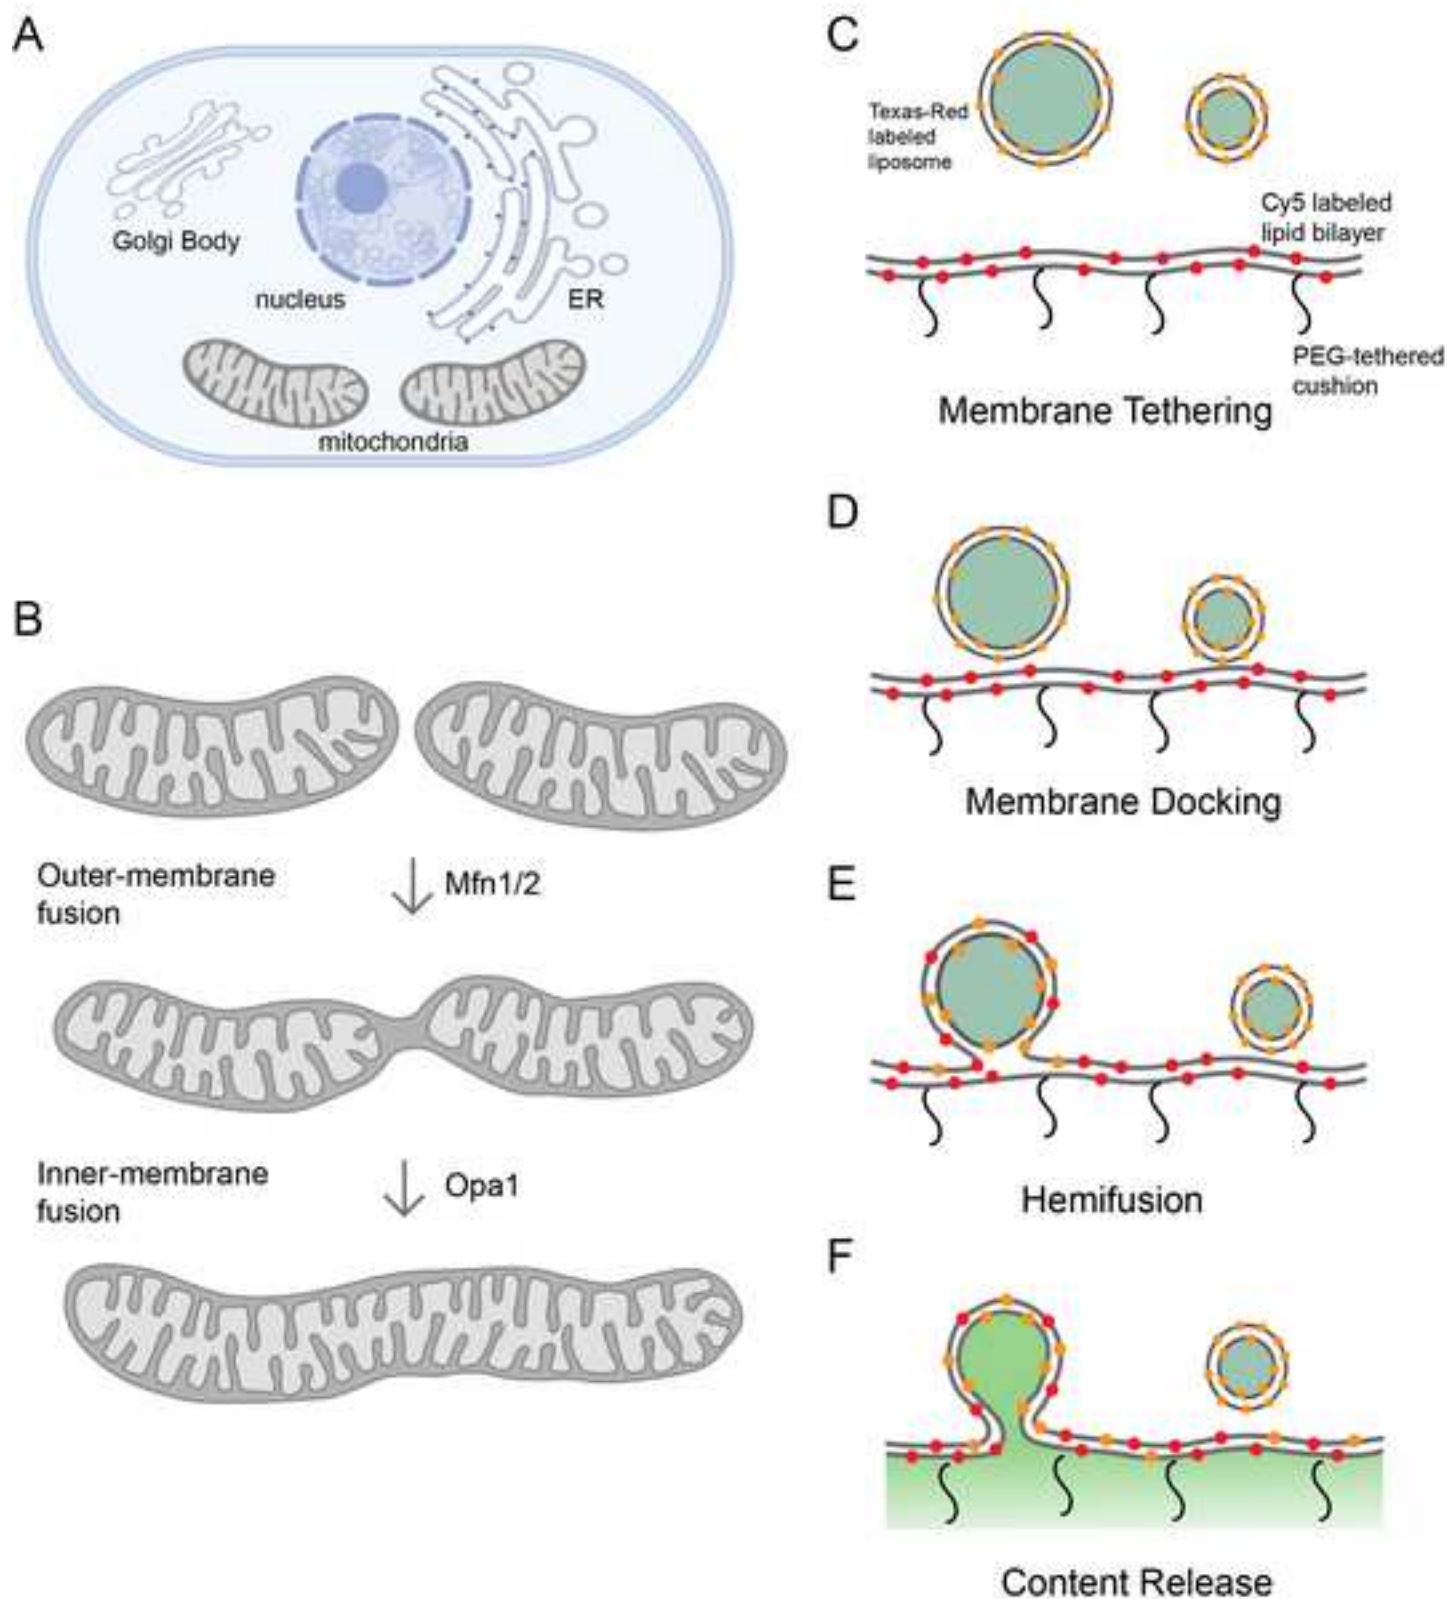 A
Golgi Body
nucleus
ER
mitochondria
B
Outer-membrane
fusion
Mfn1/2
Inner-membrane
fusion
Opa1
C
Texas-Red
labeled
liposome
Cy5 labeled
lipid bilayer
PEG-tethered
cushion
Membrane Tethering
D
Membrane Docking
E
Hemifusion
F
Content Release